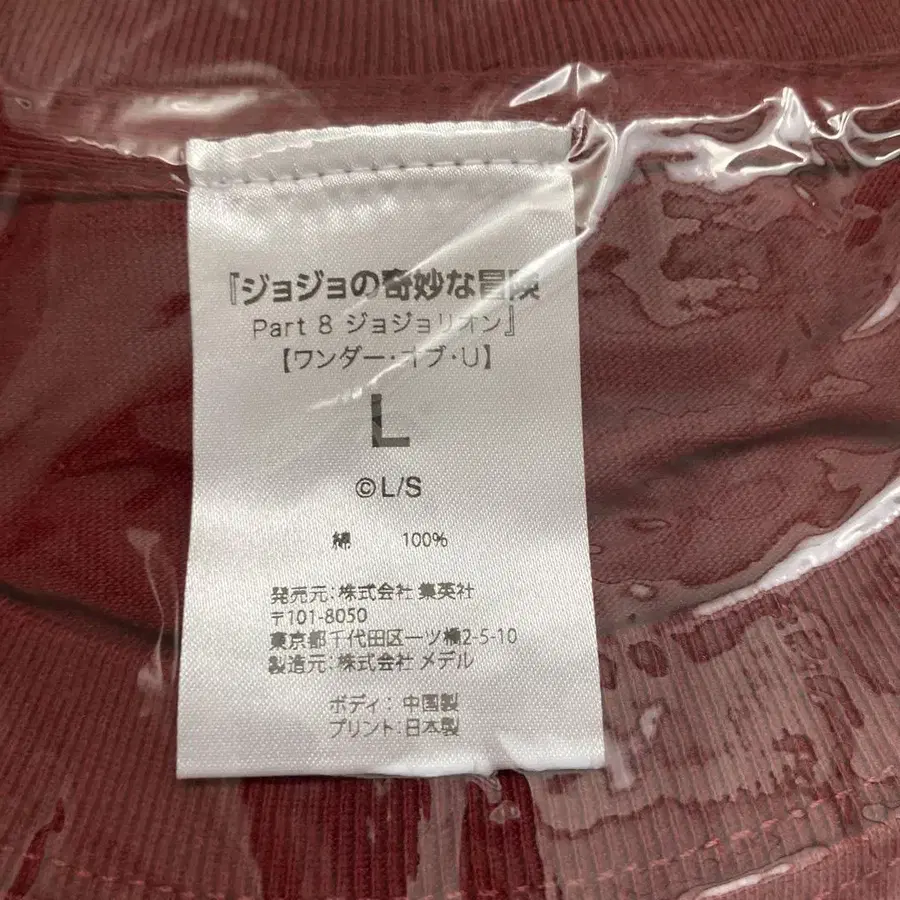 『ジョジョの奇妙な冒険
Part 8 ジョジョリオン』
【ワンダー・オブ・U】
L
©L/S
綿 100%
発売元:株式会社 集英社
〒101-8050
東京都千代田区一ツ橋2-5-10
製造元:株式会社 メデル
ボディ:中国製
プリント:日本製